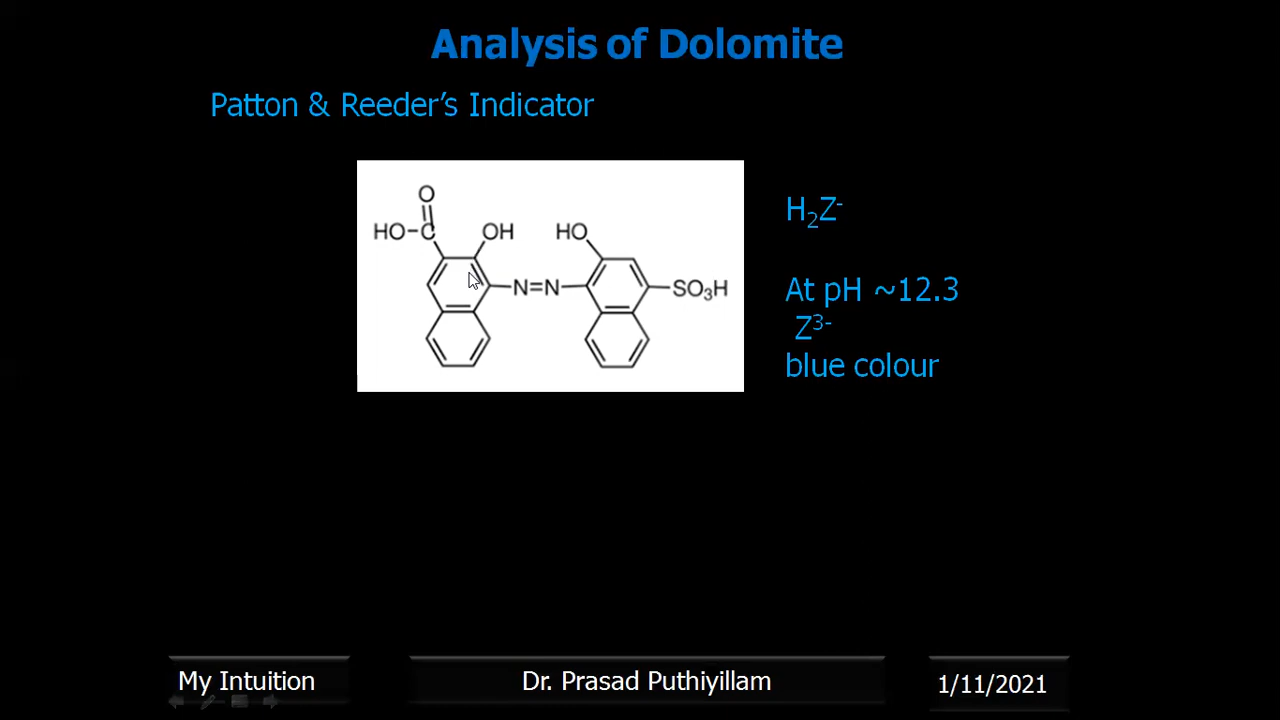 Analysis of Dolomite
Patton & Reeder’s Indicator
O
HO-C
OH
HO
N=N
SO₃H
H₂Z⁻
At pH ~12.3
Z³⁻
blue colour
My Intuition
Dr. Prasad Puthiyillam
1/11/2021